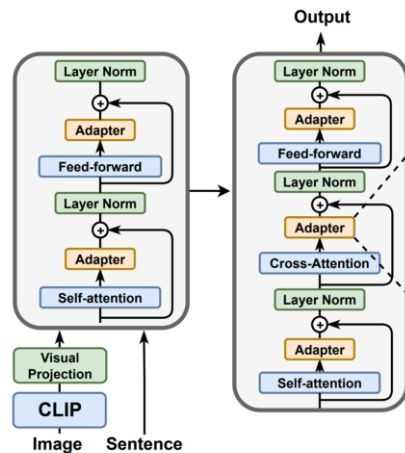 Output
Layer Norm
+
Adapter
Feed-forward
Layer Norm
+
Adapter
Self-attention
Visual
Projection
CLIP
Image
Sentence
Layer Norm
+
Adapter
Feed-forward
Layer Norm
+
Adapter
Cross-Attention
Layer Norm
+
Adapter
Self-attention